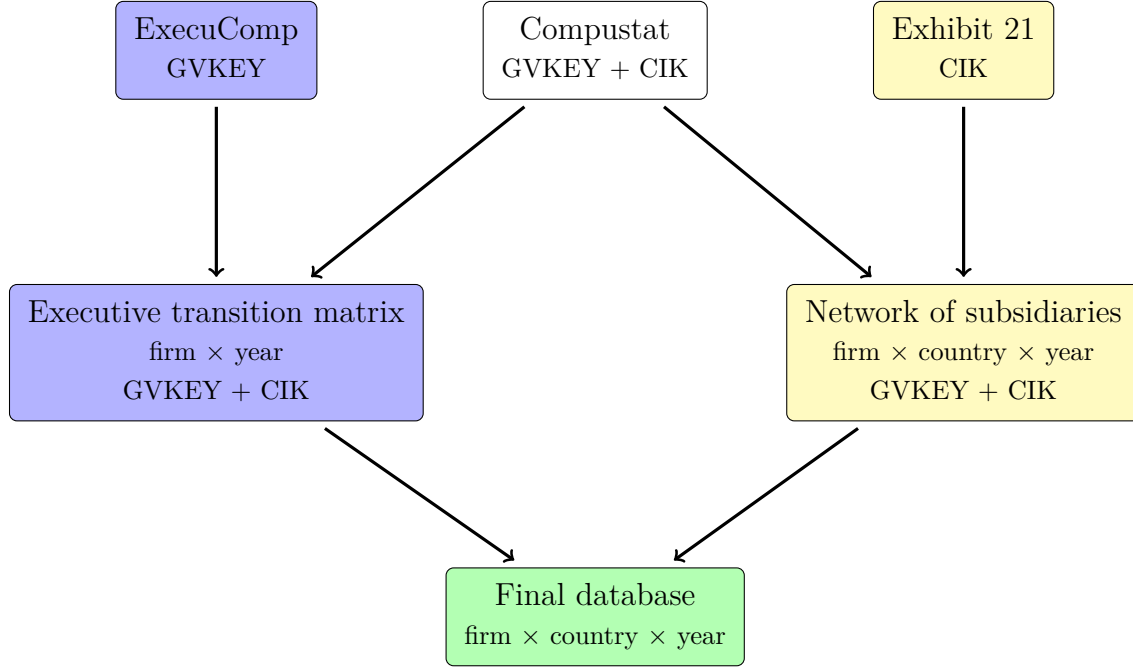 ExecuComp
GVKEY
Compustat
GVKEY + CIK
Exhibit 21
CIK
Executive transition matrix
firm × year
GVKEY + CIK
Network of subsidiaries
firm × country × year
GVKEY + CIK
Final database
firm × country × year